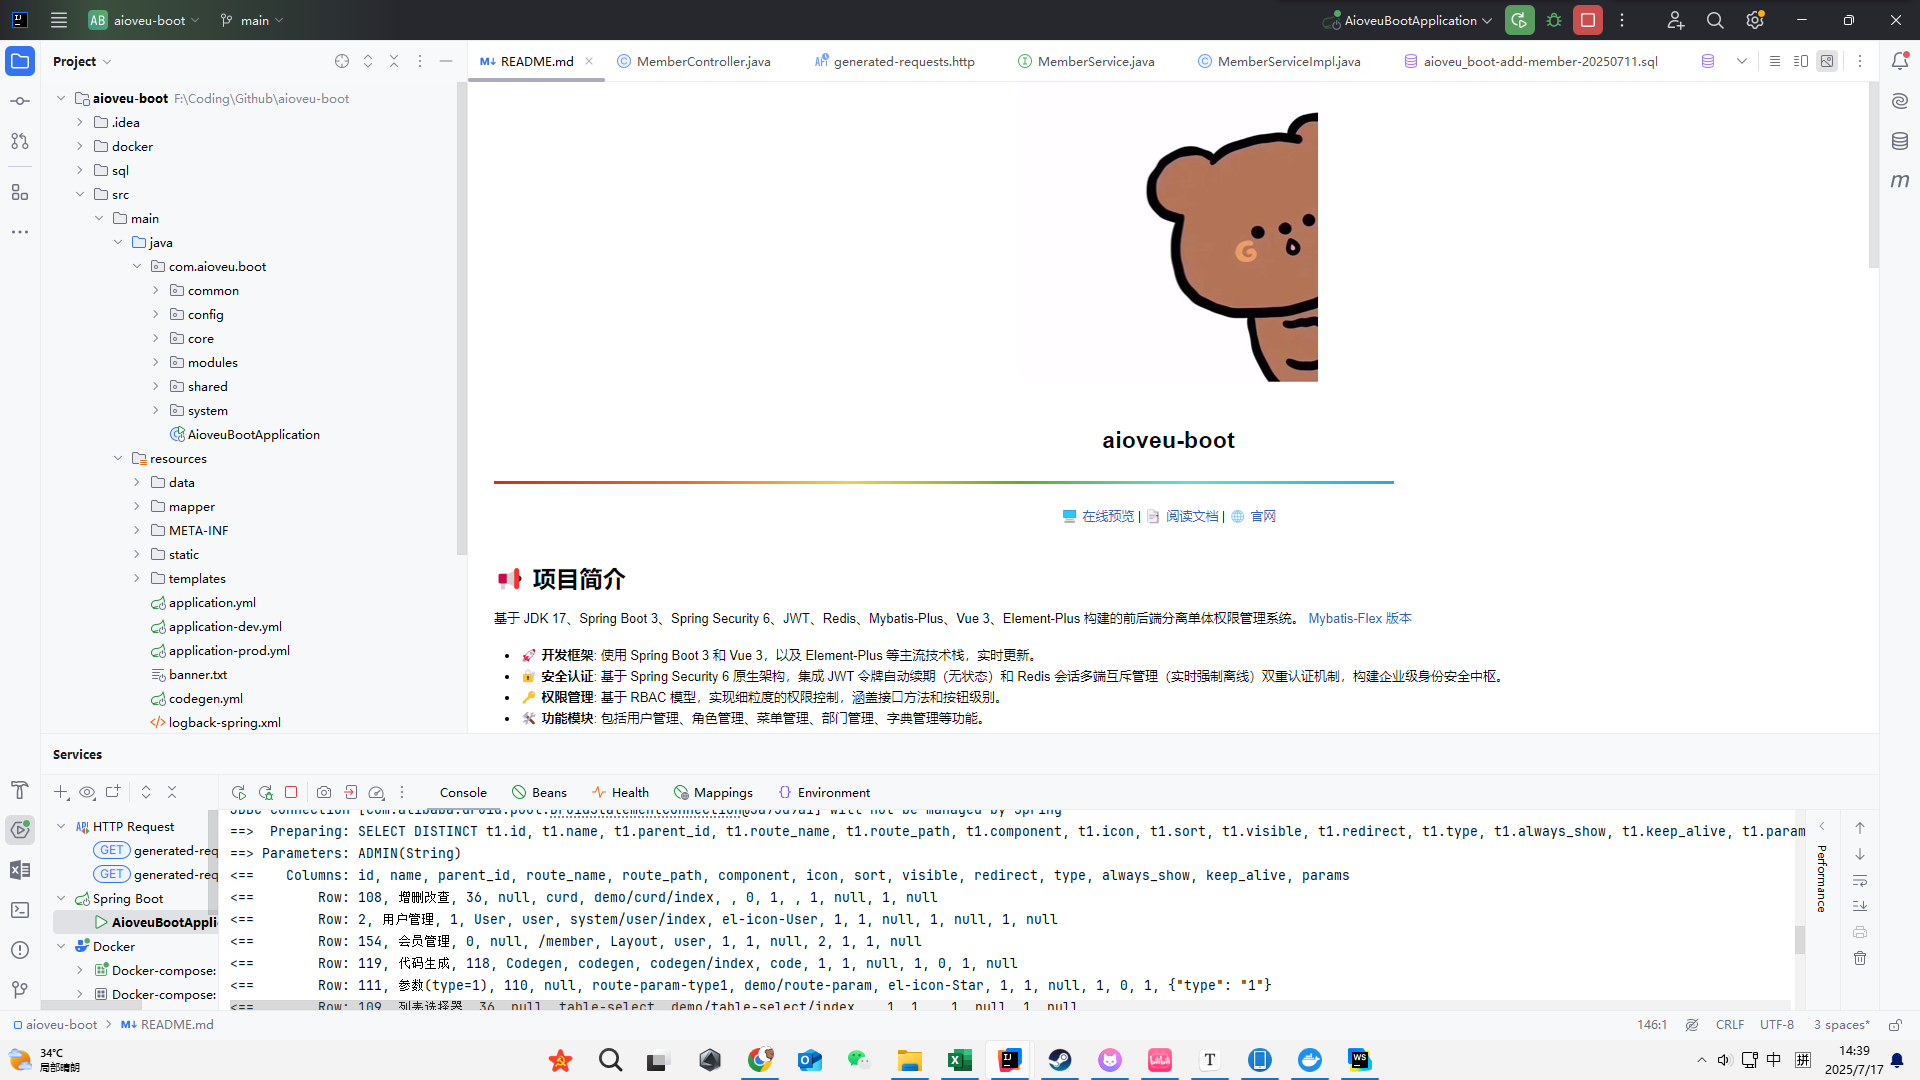 AB aioveu-boot main AioveuBootApplication
Project
README.md MemberController.java generated-requests.http MemberService.java MemberServiceImpl.java aioveu_boot-add-member-20250711.sql
aioveu-boot F:\Coding\Github\aioveu-boot
.idea
docker
sql
src
main
java
com.aioveu.boot
common
config
core
modules
shared
system
AioveuBootApplication
resources
data
mapper
META-INF
static
templates
application.yml
application-dev.yml
application-prod.yml
banner.txt
codegen.yml
logback-spring.xml
aioveu-boot
在线预览 | 阅读文档 | 官网
项目简介
基于 JDK 17、Spring Boot 3、Spring Security 6、JWT、Redis、Mybatis-Plus、Vue 3、Element-Plus 构建的前后端分离单体权限管理系统。 Mybatis-Flex 版本
• 开发框架: 使用 Spring Boot 3 和 Vue 3，以及 Element-Plus 等主流技术栈，实时更新。
• 安全认证: 基于 Spring Security 6 原生架构，集成 JWT 令牌自动续期（无状态）和 Redis 会话多端互斥管理（实时强制离线）双重认证机制，构建企业级身份安全中枢。
• 权限管理: 基于 RBAC 模型，实现细粒度的权限控制，涵盖接口方法和按钮级别。
• 功能模块: 包括用户管理、角色管理、菜单管理、部门管理、字典管理等功能。
Services
Console Beans Health Mappings Environment
HTTP Request
GET generated-req
GET generated-req
Spring Boot
AioveuBootAppli
Docker
Docker-compose:
Docker-compose:
==>  Preparing: SELECT DISTINCT t1.id, t1.name, t1.parent_id, t1.route_name, t1.route_path, t1.component, t1.icon, t1.sort, t1.visible, t1.redirect, t1.type, t1.always_show, t1.keep_alive, t1.param
==> Parameters: ADMIN(String)
<==    Columns: id, name, parent_id, route_name, route_path, component, icon, sort, visible, redirect, type, always_show, keep_alive, params
<==        Row: 108, 增删改查, 36, null, curd, demo/curd/index, , 0, 1, , 1, null, 1, null
<==        Row: 2, 用户管理, 1, User, user, system/user/index, el-icon-User, 1, 1, null, 1, null, 1, null
<==        Row: 154, 会员管理, 0, null, /member, Layout, user, 1, 1, null, 2, 1, 1, null
<==        Row: 119, 代码生成, 118, Codegen, codegen, codegen/index, code, 1, 1, null, 1, 0, 1, null
<==        Row: 111, 参数(type=1), 110, null, route-param-type1, demo/route-param, el-icon-Star, 1, 1, null, 1, 0, 1, {"type": "1"}
<==        Row: 109, 列表选择器, 36, null, table-select, demo/table-select/index, , 1, 1, , 1, null, 1, null
Performance
aioveu-boot > README.md 146:1 CRLF UTF-8 3 spaces*
34°C
局部晴朗
中 拼
14:39
2025/7/17